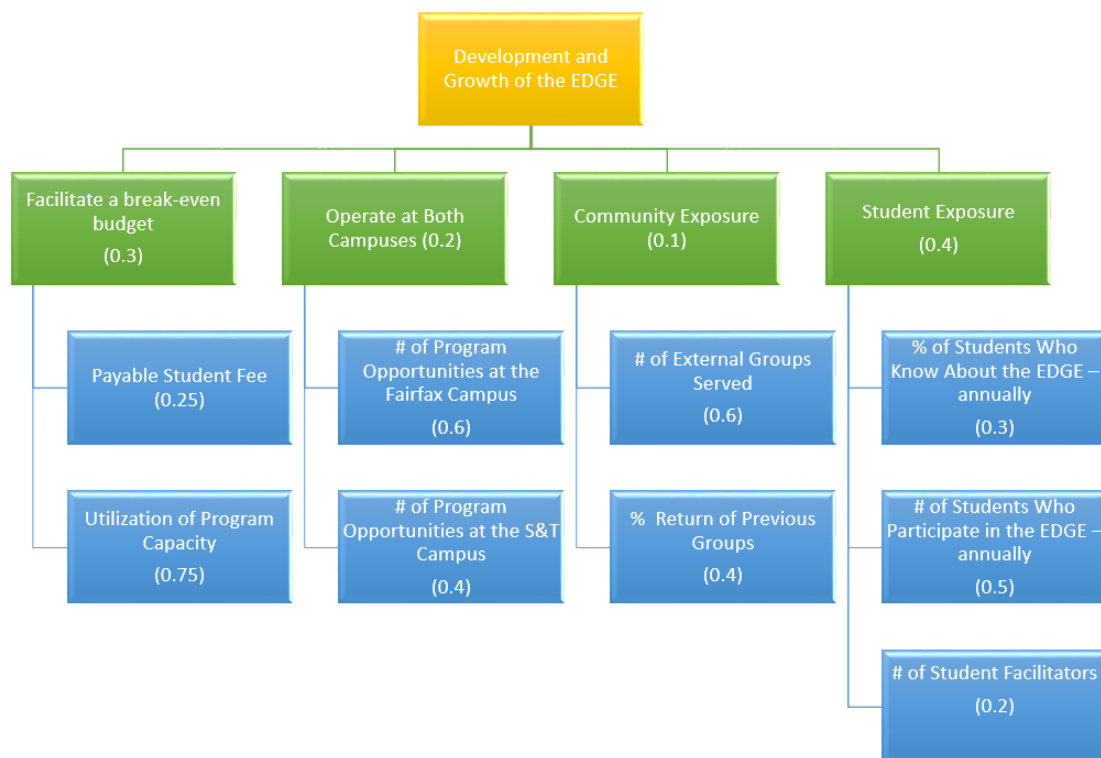 Development and
Growth of the EDGE
Facilitate a break-even
budget
(0.3)
Operate at Both
Campuses (0.2)
Community Exposure
(0.1)
Student Exposure
(0.4)
Payable Student Fee
(0.25)
# of Program
Opportunities at the
Fairfax Campus
(0.6)
# of External Groups
Served
(0.6)
% of Students Who
Know About the EDGE –
annually
(0.3)
Utilization of Program
Capacity
(0.75)
# of Program
Opportunities at the S&T
Campus
(0.4)
% Return of Previous
Groups
(0.4)
# of Students Who
Participate in the EDGE –
annually
(0.5)
# of Student Facilitators
(0.2)